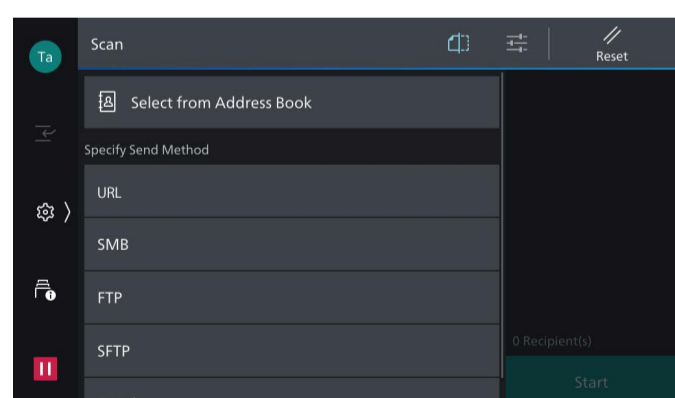 Ta
Scan
Reset
Select from Address Book
Specify Send Method
URL
SMB
FTP
SFTP
0 Recipient(s)
Start